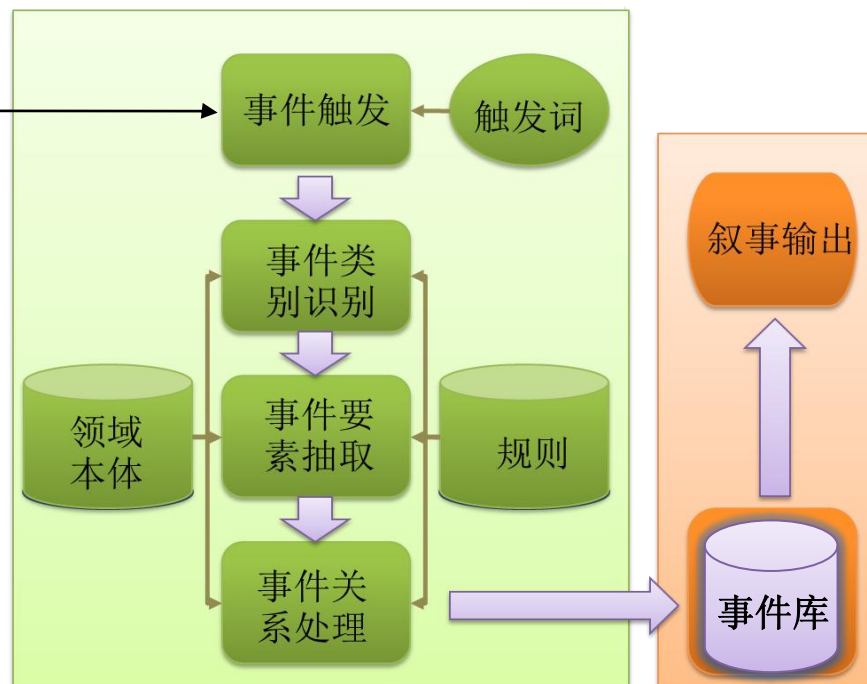 事件触发
触发词
事件类
别识别
领域
本体
事件要
素抽取
规则
事件关
系处理
叙事输出
事件库